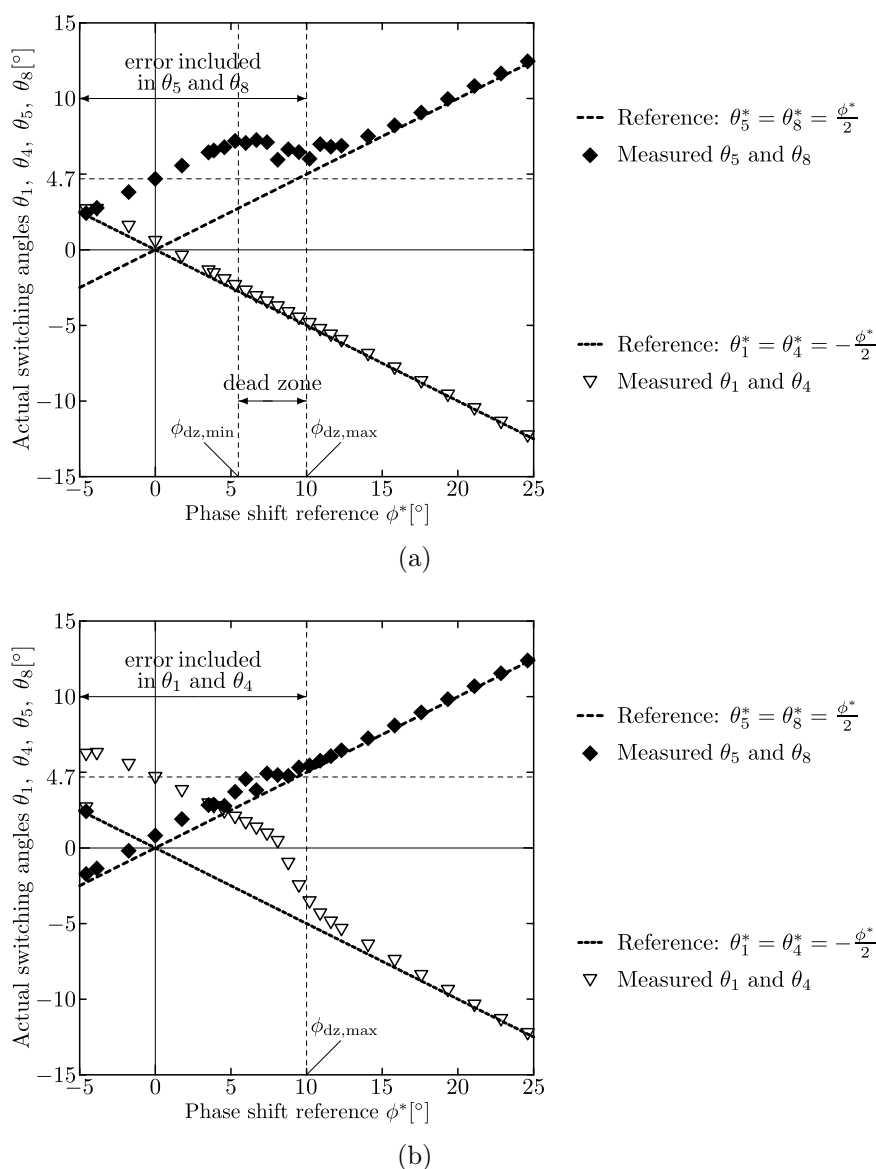 15
10
4.7
0
−5
−10
−15
Actual switching angles θ₁, θ₄, θ₅, θ₈[°]
error included
in θ₅ and θ₈
dead zone
ϕdz,min
ϕdz,max
−5 0 5 10 15 20 25
Phase shift reference ϕ*[°]
Reference: θ₅* = θ₈* = ϕ*/2
Measured θ₅ and θ₈
Reference: θ₁* = θ₄* = −ϕ*/2
Measured θ₁ and θ₄
(a)
15
10
4.7
0
−5
−10
−15
Actual switching angles θ₁, θ₄, θ₅, θ₈[°]
error included
in θ₁ and θ₄
ϕdz,max
−5 0 5 10 15 20 25
Phase shift reference ϕ*[°]
Reference: θ₅* = θ₈* = ϕ*/2
Measured θ₅ and θ₈
Reference: θ₁* = θ₄* = −ϕ*/2
Measured θ₁ and θ₄
(b)